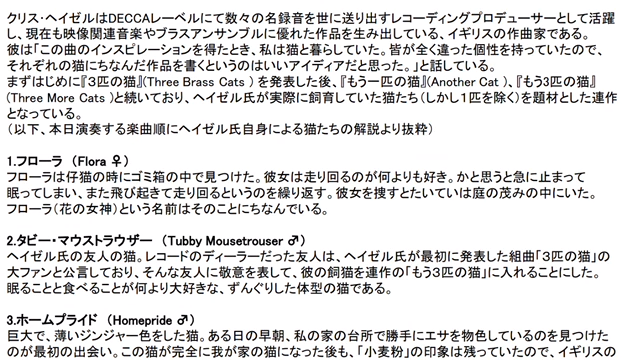 クリス・ヘイゼルはDECCAレーベルにて数々の名録音を世に送り出すレコーディングプロデューサーとして活躍
し、現在も映像関連音楽やブラスアンサンブルに優れた作品を生み出している、イギリスの作曲家である。
彼は「この曲のインスピレーションを得たとき、私は猫と暮らしていた。皆が全く違った個性を持っていたので、
それぞれの猫にちなんだ作品を書くというのはいいアイディアだと思った。」と話している。
まずはじめに『３匹の猫』(Three Brass Cats ) を発表した後、『もう一匹の猫』(Another Cat )、『もう3匹の猫』
(Three More Cats )と続いており、ヘイゼル氏が実際に飼育していた猫たち（しかし１匹を除く）を題材とした連作
となっている。
（以下、本日演奏する楽曲順にヘイゼル氏自身による猫たちの解説より抜粋）
1.フローラ （Flora ♀）
フローラは仔猫の時にゴミ箱の中で見つけた。彼女は走り回るのが何よりも好き。かと思うと急に止まって
眠ってしまい、また飛び起きて走り回るというのを繰り返す。彼女を捜すとたいていは庭の茂みの中にいた。
フローラ（花の女神）という名前はそのことにちなんでいる。
2.タビー・マウストラウザー （Tubby Mousetrouser ♂）
ヘイゼル氏の友人の猫。レコードのディーラーだった友人は、ヘイゼル氏が最初に発表した組曲「３匹の猫」の
大ファンと公言しており、そんな友人に敬意を表して、彼の飼猫を連作の「もう３匹の猫」に入れることにした。
眠ることと食べることが何より大好きな、ずんぐりした体型の猫である。
3.ホームプライド （Homepride ♂）
巨大で、薄いジンジャー色をした猫。ある日の早朝、私の家の台所で勝手にエサを物色しているのを見つけた
のが最初の出会い。この猫が完全に我が家の猫になった後も、「小麦粉」の印象は残っていたので、イギリスの